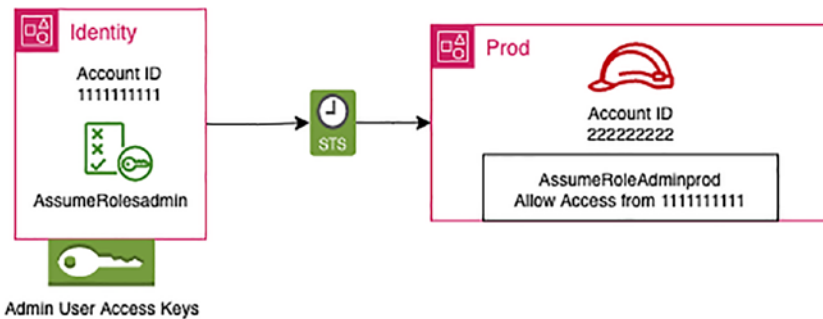 Identity
Account ID
1111111111
AssumeRolesadmin
Admin User Access Keys
STS
Prod
Account ID
222222222
AssumeRoleAdminprod
Allow Access from 1111111111